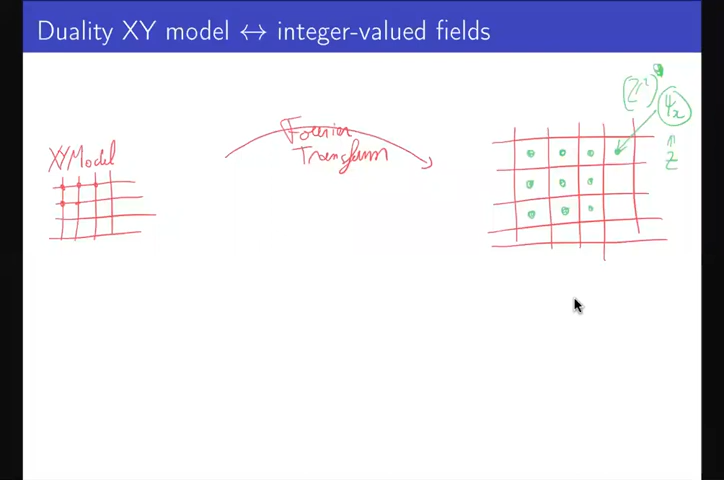 Duality XY model ↔ integer-valued fields
XY Model
Fourier
Transform
(Z²)*
Ψₓ
Z